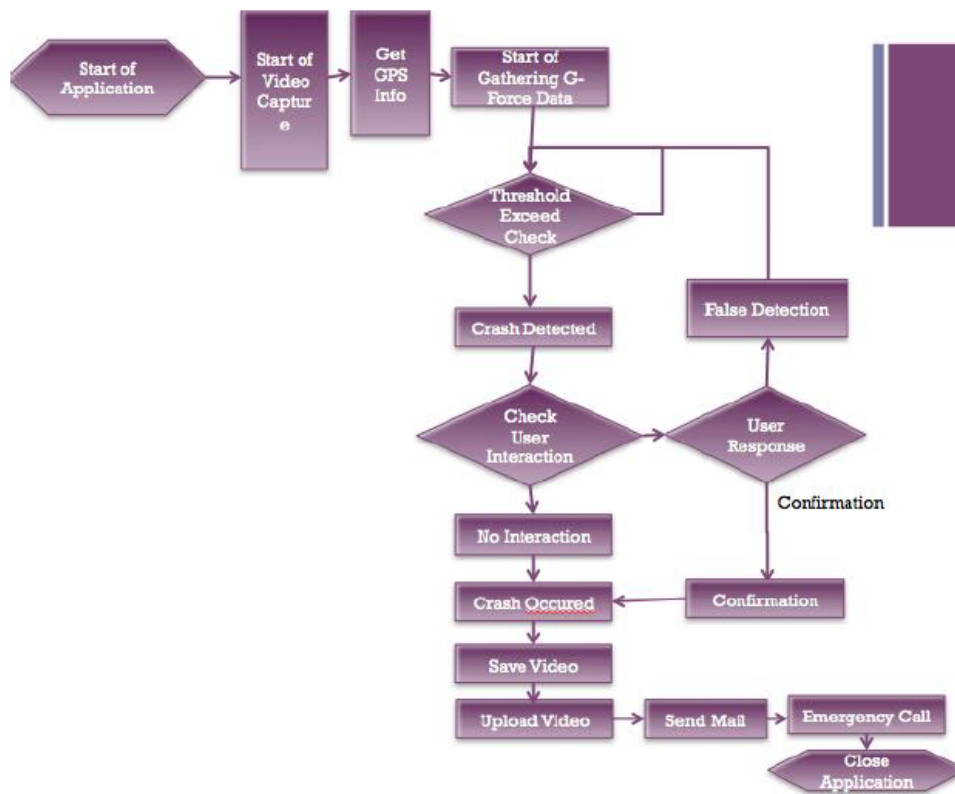 Start of
Application
Start of
Video
Captur
e
Get
GPS
Info
Start of
Gathering G-
Force Data
Threshold
Exceed
Check
Crash Detected
False Detection
Check
User
Interaction
User
Response
Confirmation
No Interaction
Crash Occured
Confirmation
Save Video
Upload Video
Send Mail
Emergency Call
Close
Application